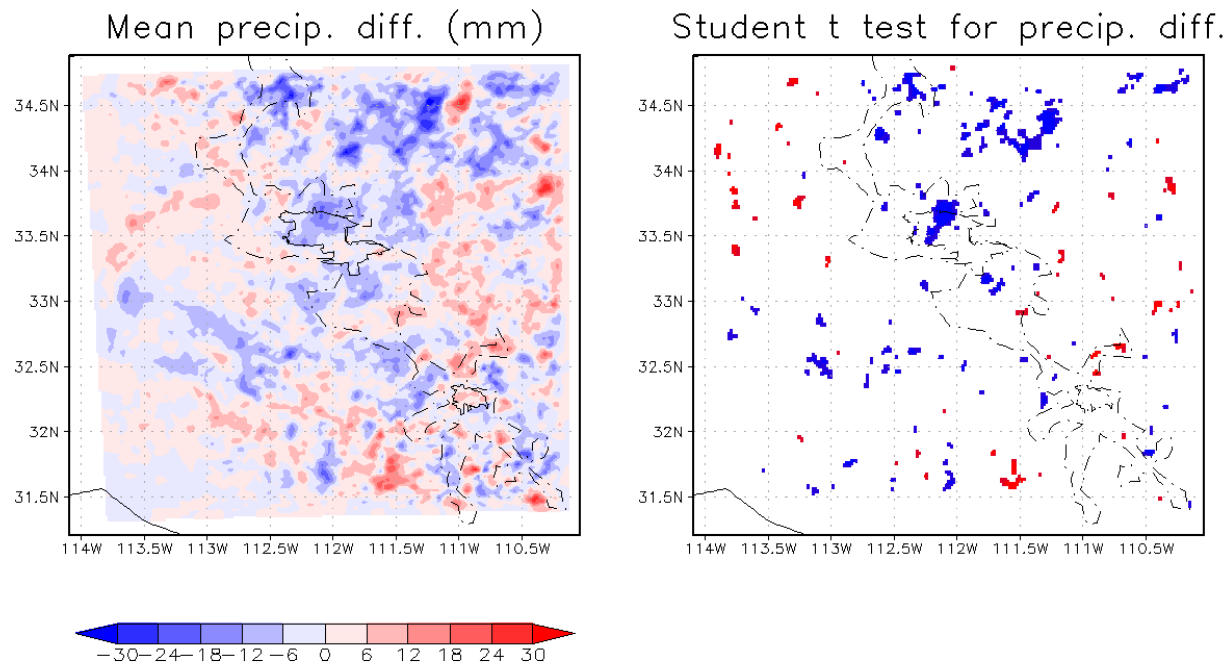 Mean precip. diff. (mm)
Student t test for precip. diff.
34.5N
34N
33.5N
33N
32.5N
32N
31.5N
114W 113.5W 113W 112.5W 112W 111.5W 111W 110.5W
34.5N
34N
33.5N
33N
32.5N
32N
31.5N
114W 113.5W 113W 112.5W 112W 111.5W 111W 110.5W
-30 -24 -18 -12 -6 0 6 12 18 24 30